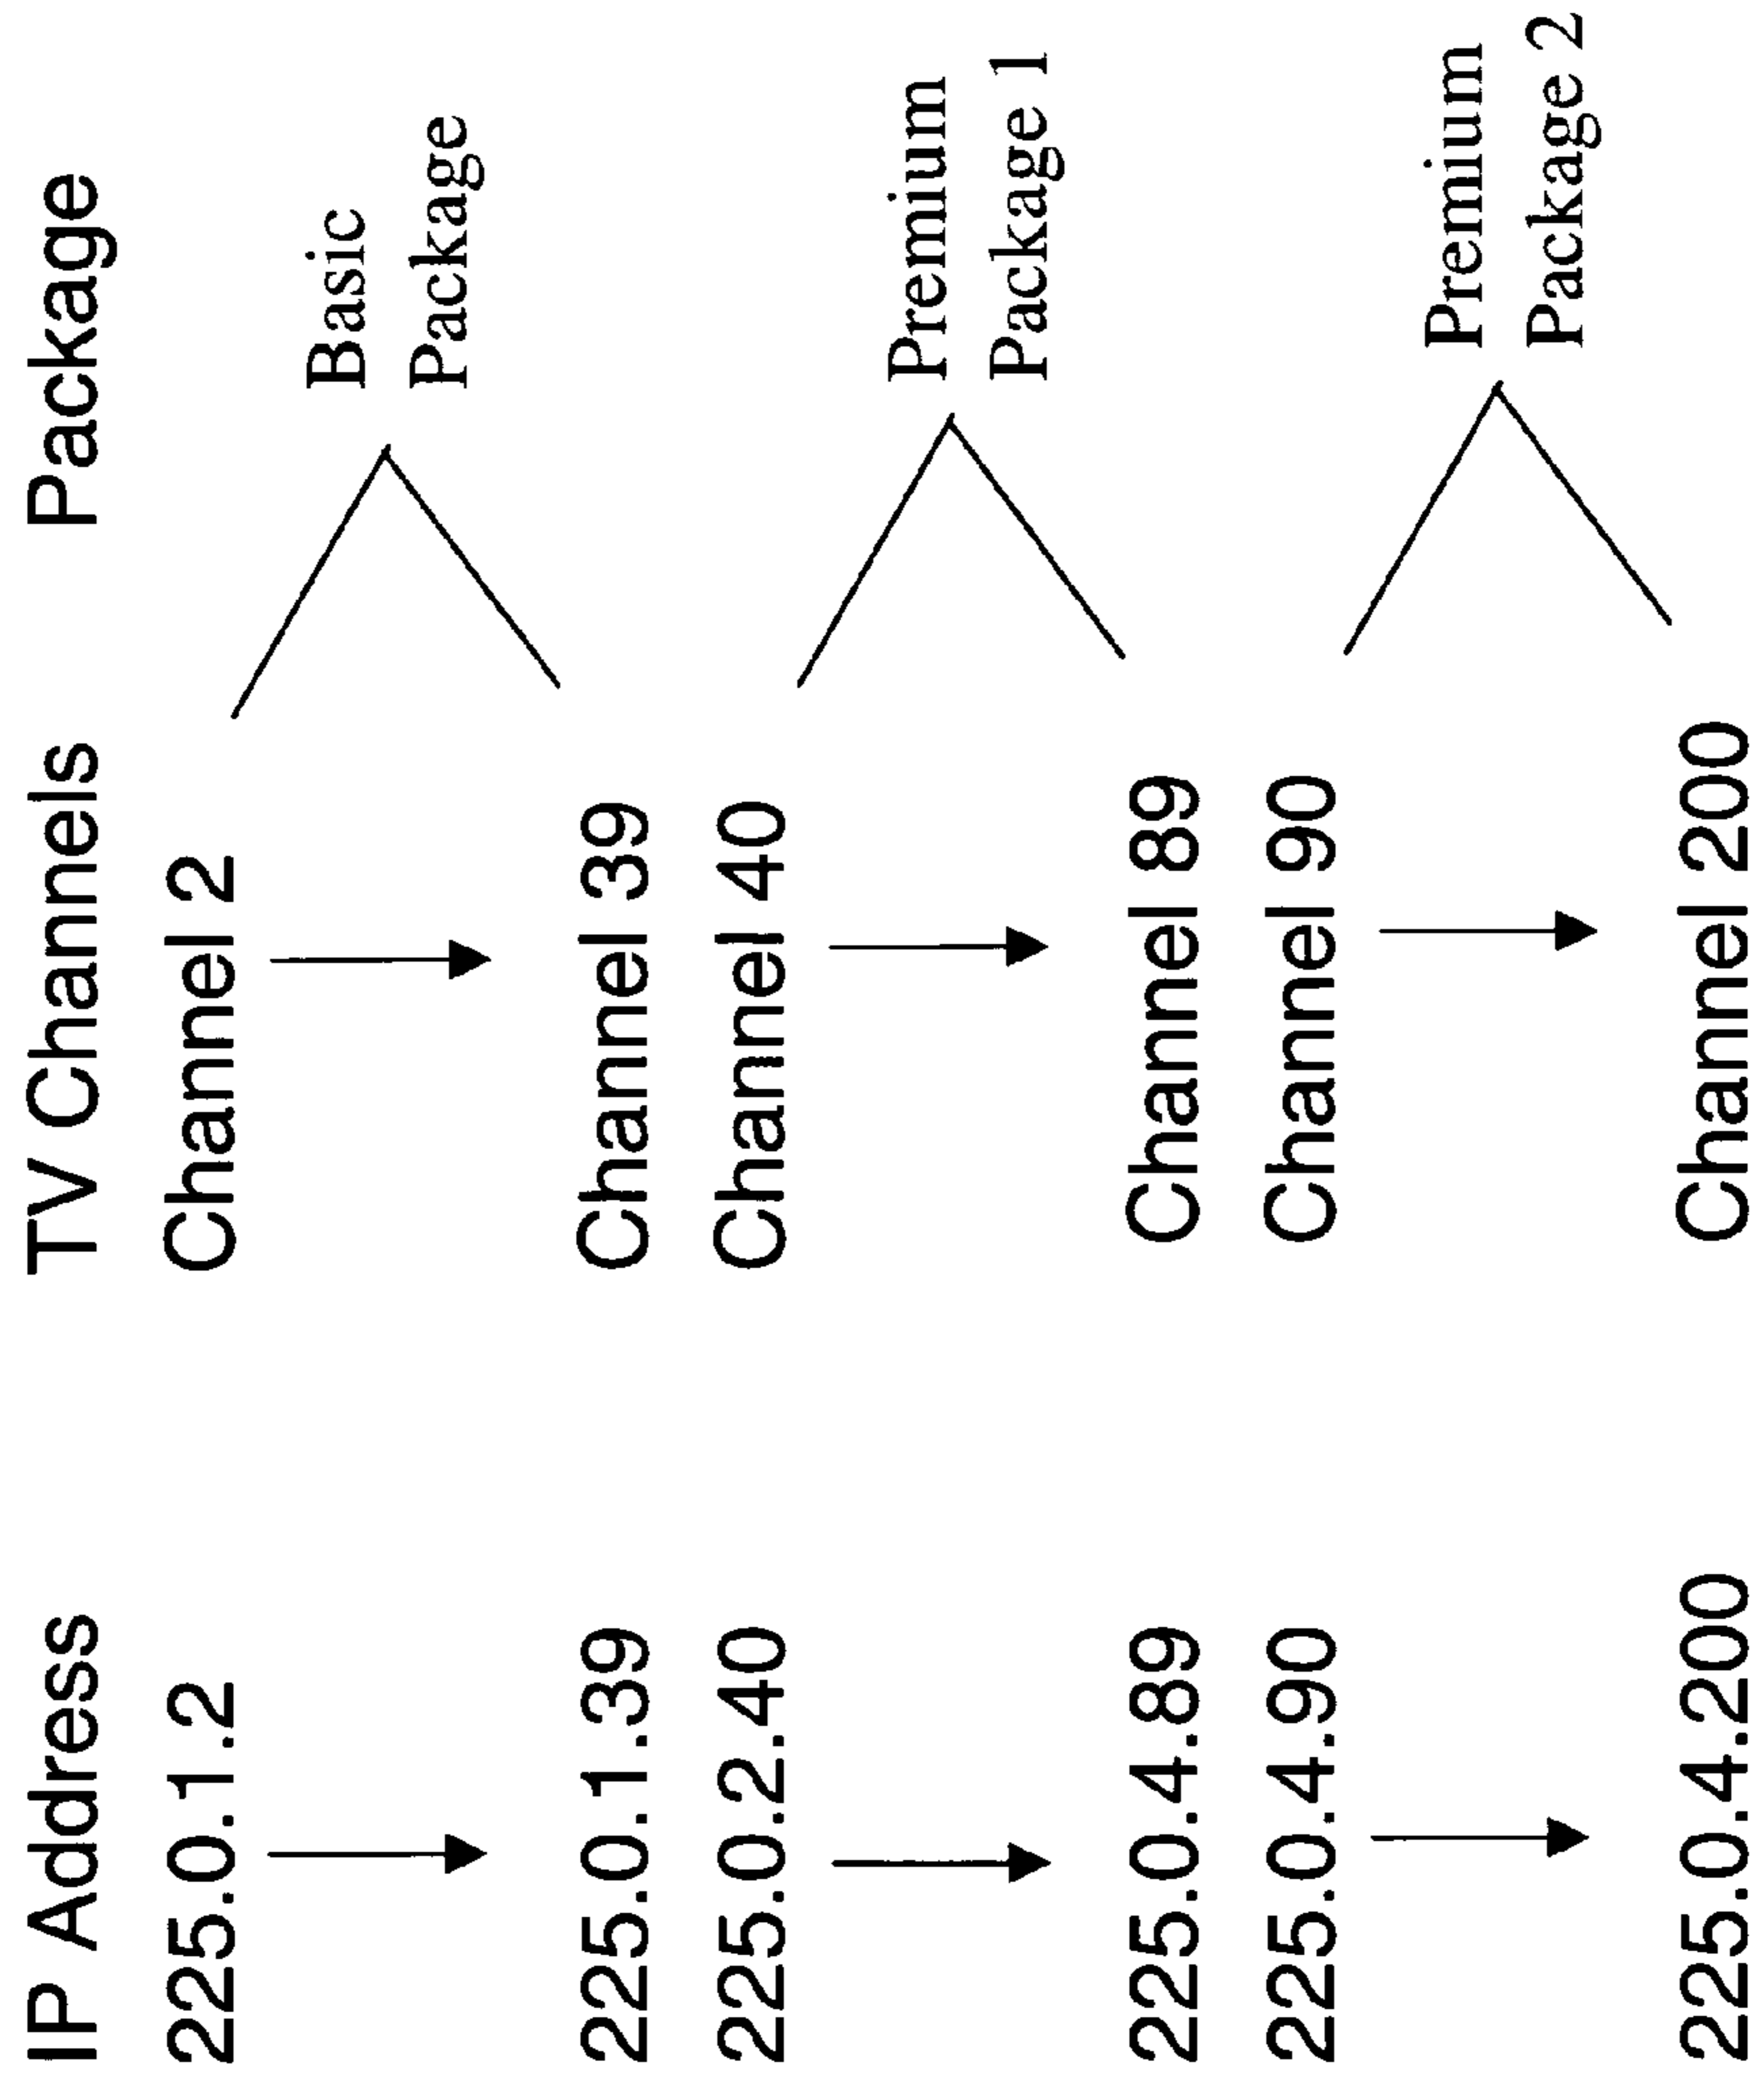 IP Address TV Channels Package
225.0.1.2 Channel 2
Basic
Package
225.0.1.39 Channel 39
225.0.2.40 Channel 40
Premium
Package 1
225.0.4.89 Channel 89
225.0.4.90 Channel 90
Premium
Package 2
225.0.4.200 Channel 200